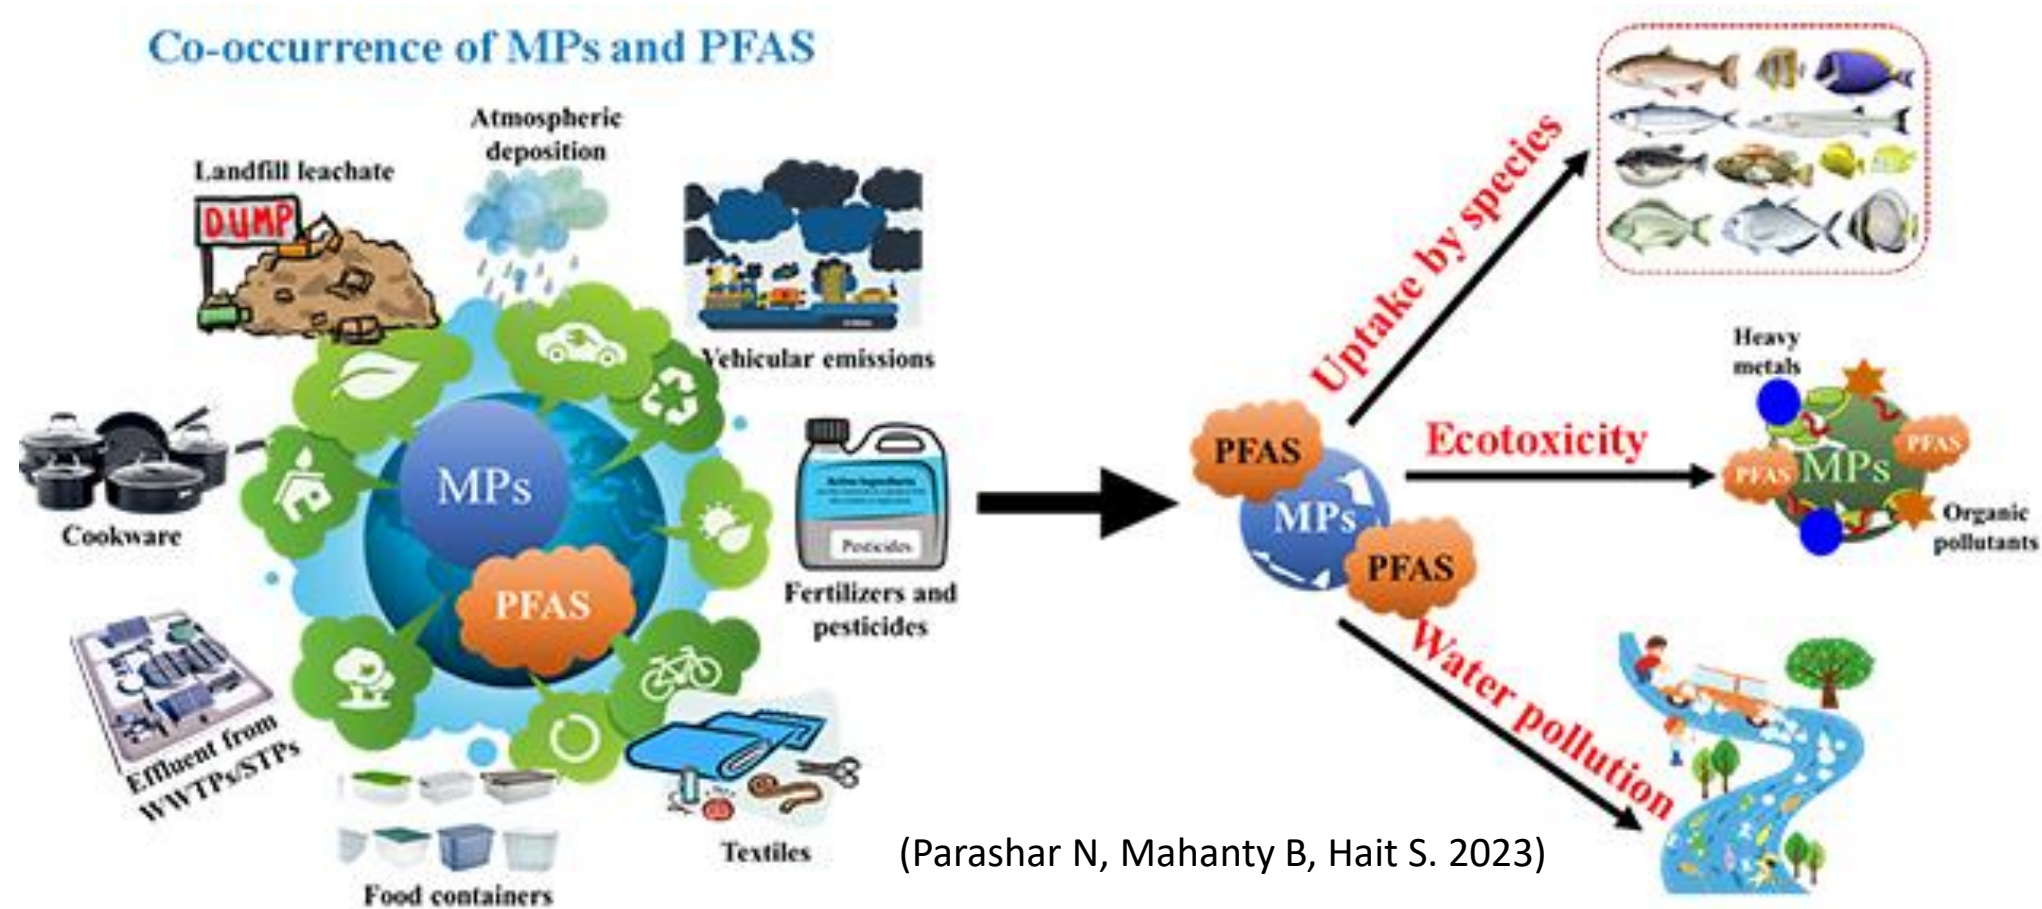 Co-occurrence of MPs and PFAS
Atmospheric
deposition
Landfill leachate
DUMP
Vehicular emissions
MPs
Cookware
PFAS
Active Ingredients
Pesticides
Fertilizers and
pesticides
Effluent from
WWTPs/STPs
Textiles
Food containers
Uptake by species
PFAS
MPs
PFAS
Ecotoxicity
Heavy
metals
PFAS
PFAS
MPs
Organic
pollutants
Water pollution
(Parashar N, Mahanty B, Hait S. 2023)